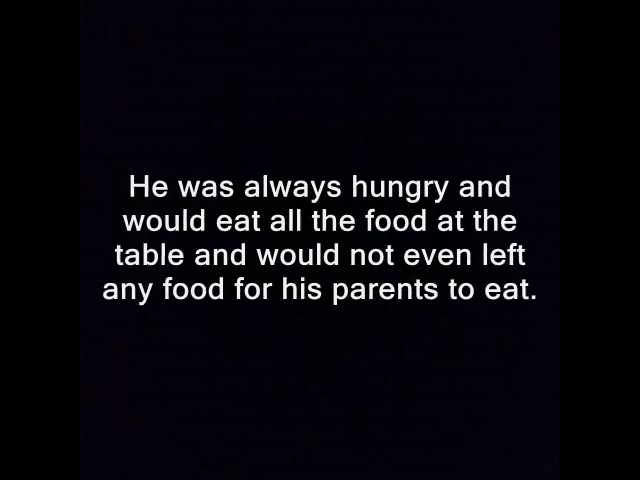 He was always hungry and
would eat all the food at the
table and would not even left
any food for his parents to eat.